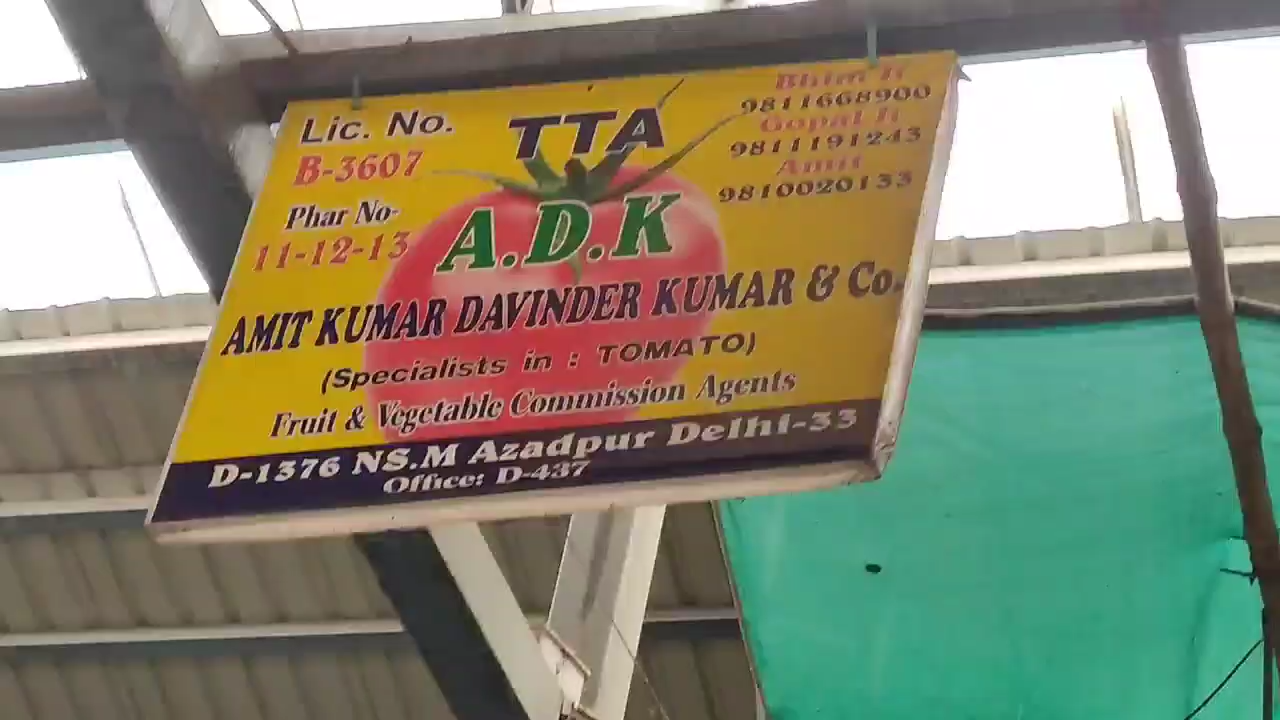 Lic. No.
B-3607
Phar No-
11-12-13
TTA
A.D.K
Bhim Ji
9811668900
Gopal Ji
9811191243
Amit
9810020133
AMIT KUMAR DAVINDER KUMAR & Co.
(Specialists in : TOMATO)
Fruit & Vegetable Commission Agents
D-1376 NS.M Azadpur Delhi-33
Office: D-437